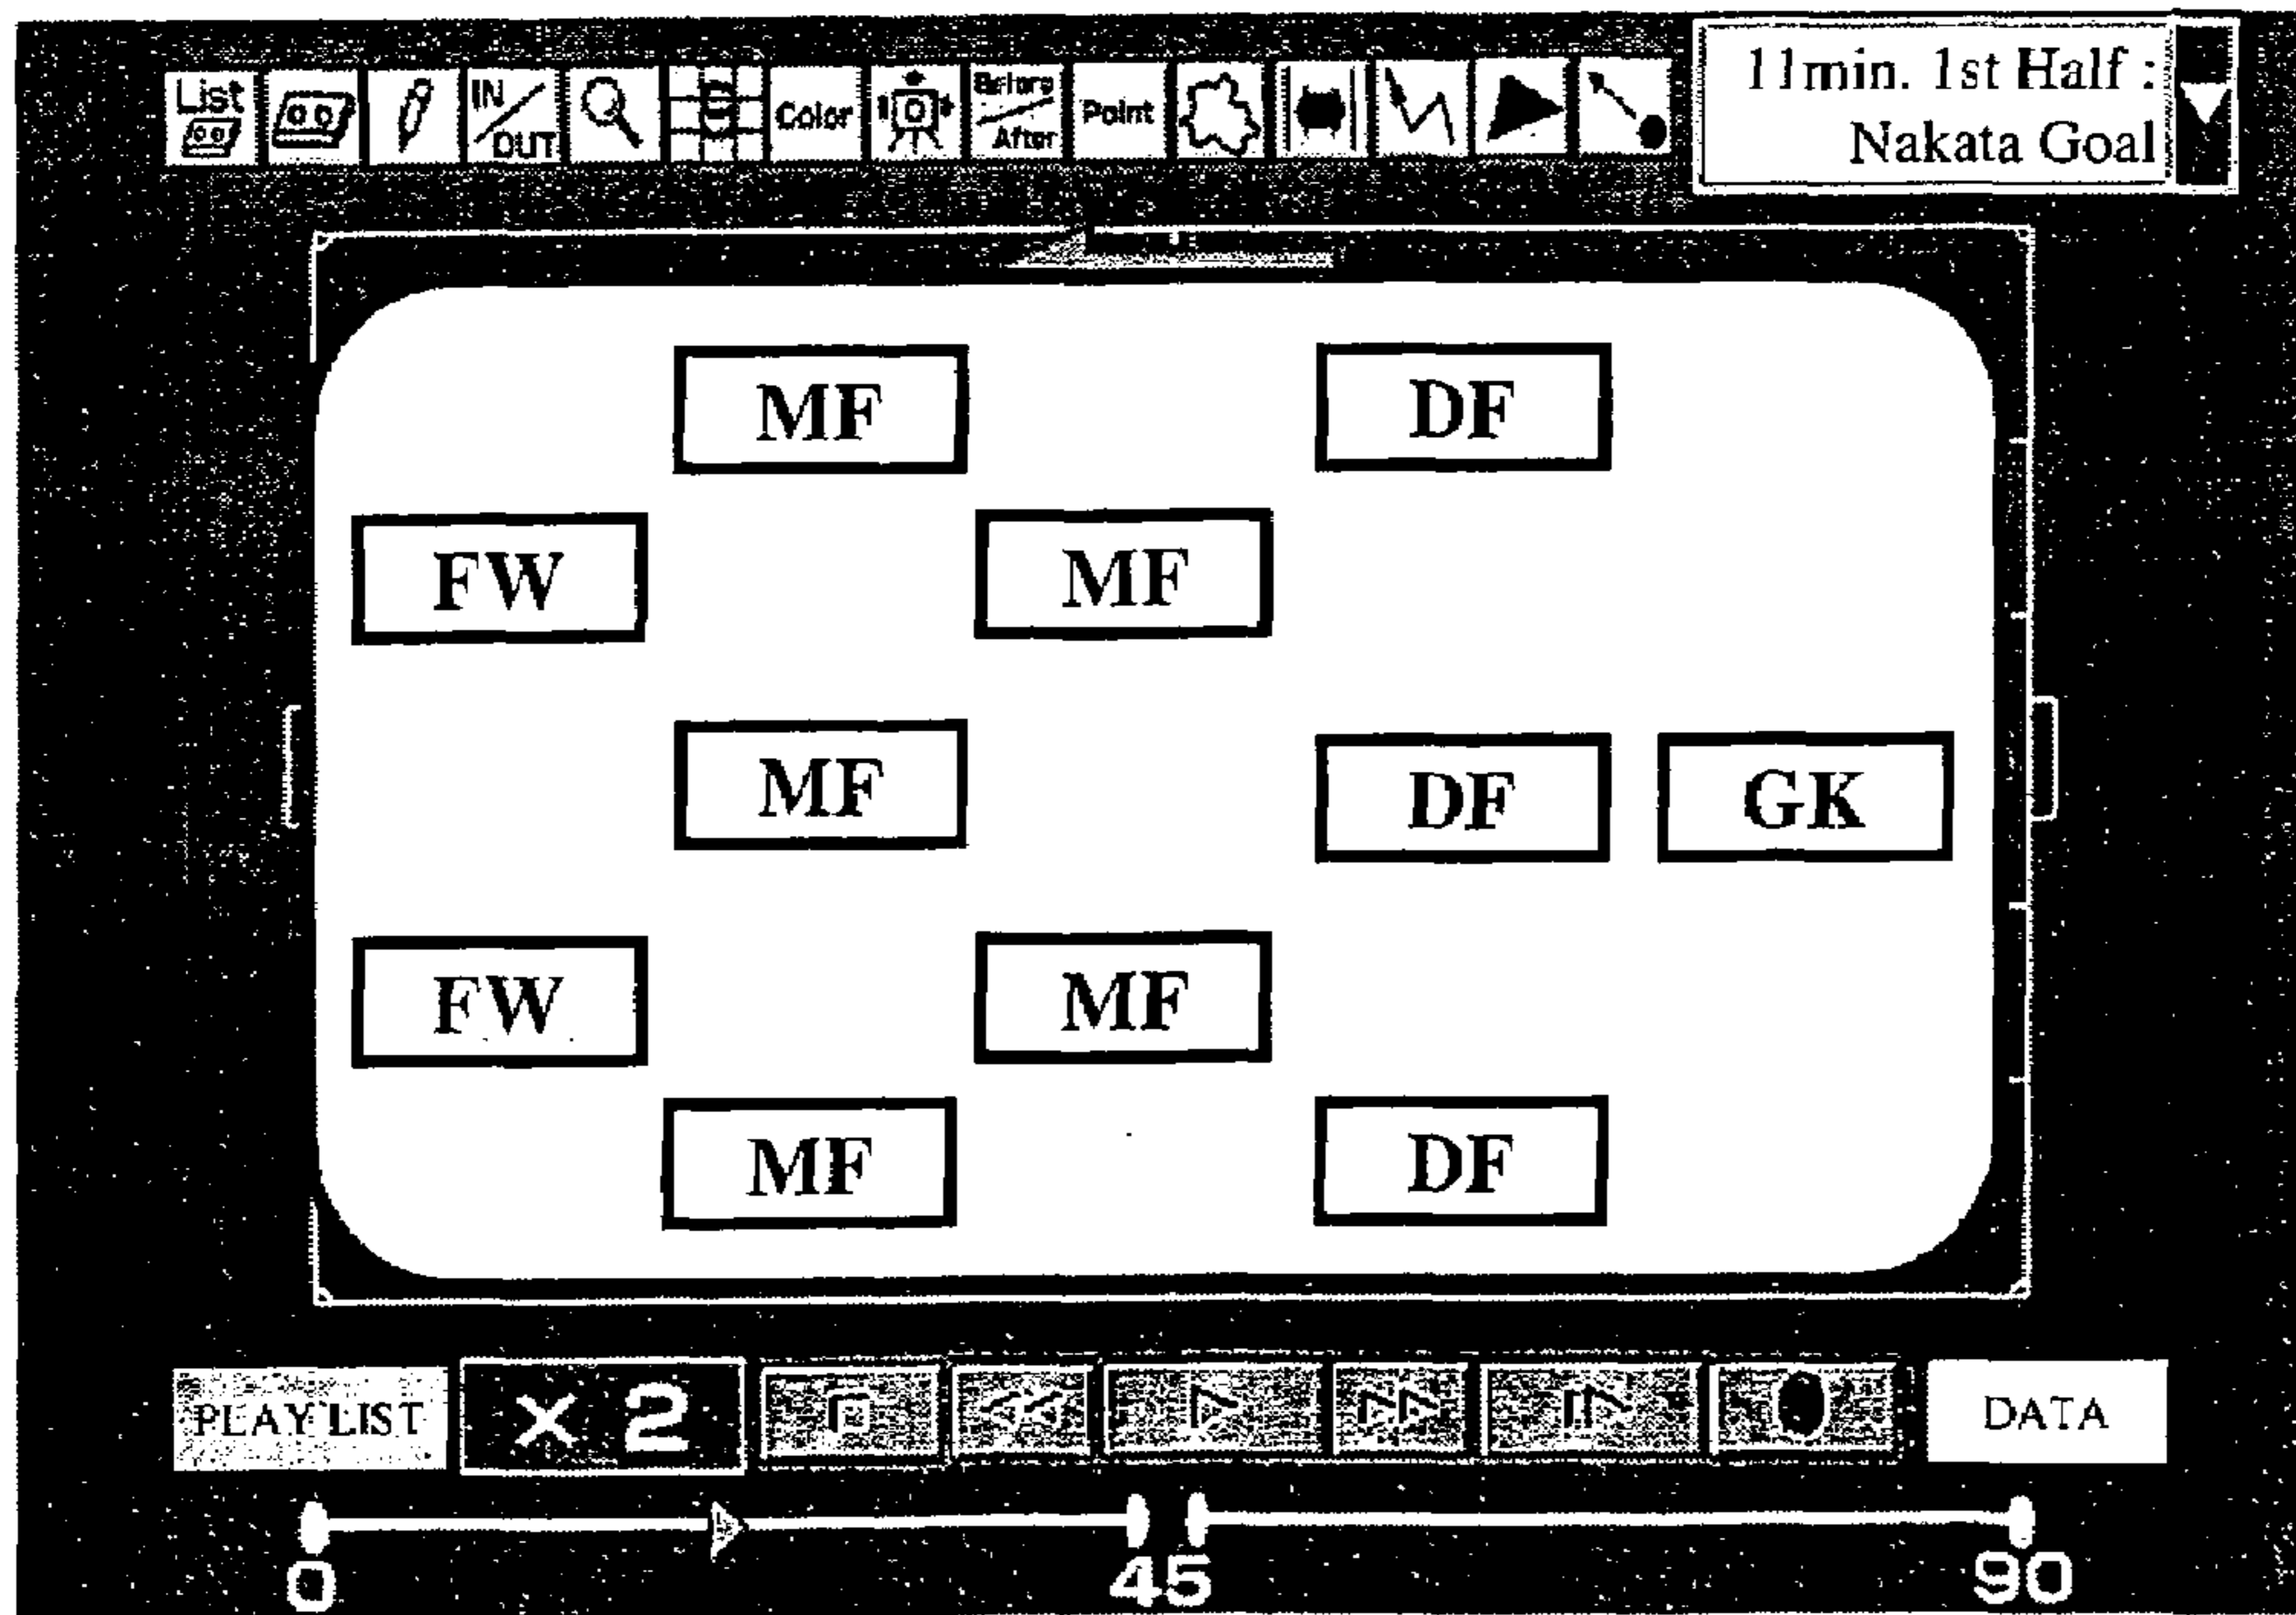 List
IN
OUT
Color
Before
After
Point
11min. 1st Half :
Nakata Goal
MF DF
FW MF
MF DF GK
FW MF
MF DF
PLAY LIST × 2 DATA
0 45 90